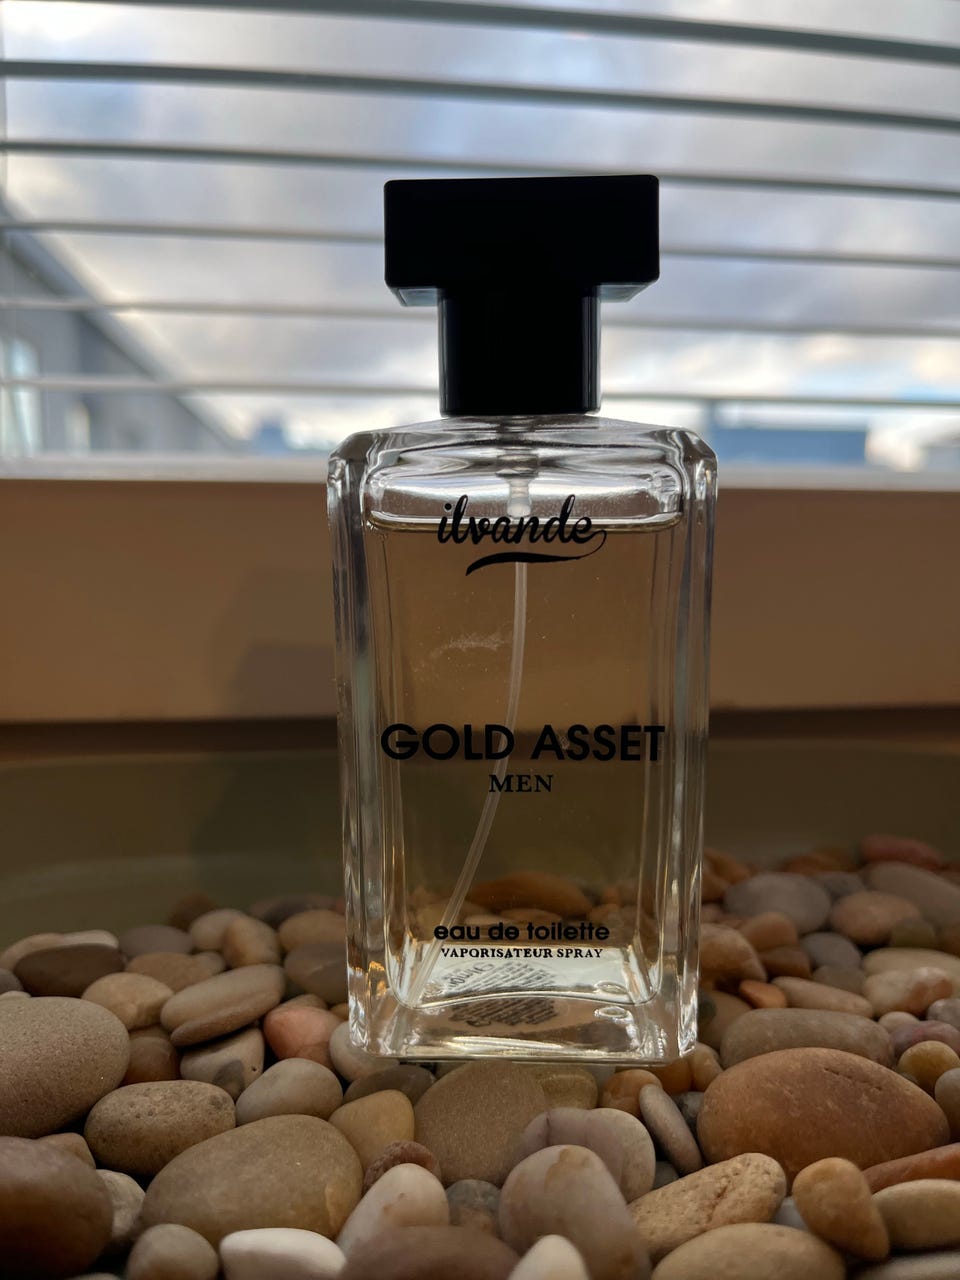 ilvande
GOLD ASSET
MEN
eau de toilette
VAPORISATEUR SPRAY